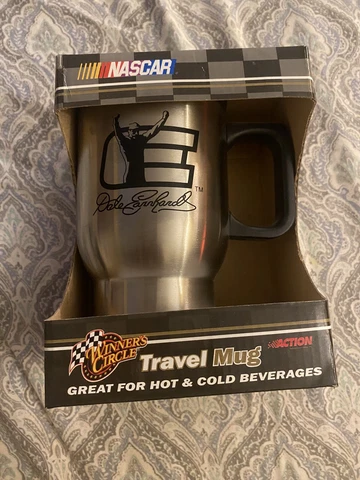 NASCAR
E
Dale Earnhardt
TM
WINNER'S
CIRCLE
Travel Mug
ACTION
GREAT FOR HOT & COLD BEVERAGES